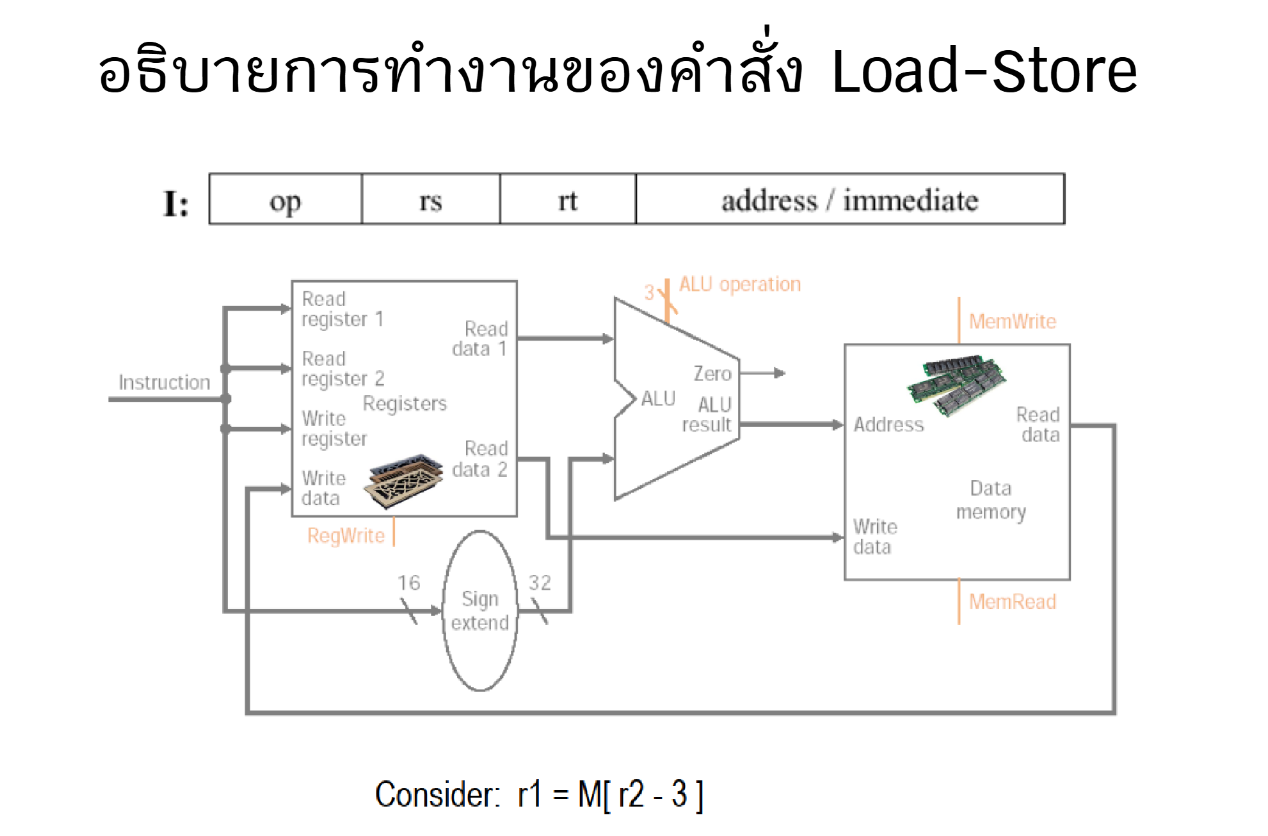 อธิบายการทำงานของคำสั่ง Load-Store
I: op rs rt address / immediate
3 ALU operation
Read
register 1
Read
data 1
MemWrite
Read
register 2
Instruction
Registers
Zero
ALU
ALU
result
Write
register
Read
data 2
Address
Read
data
Write
data
Data
memory
RegWrite
Write
data
16
Sign
extend
32
MemRead
Consider: r1 = M[ r2 - 3 ]